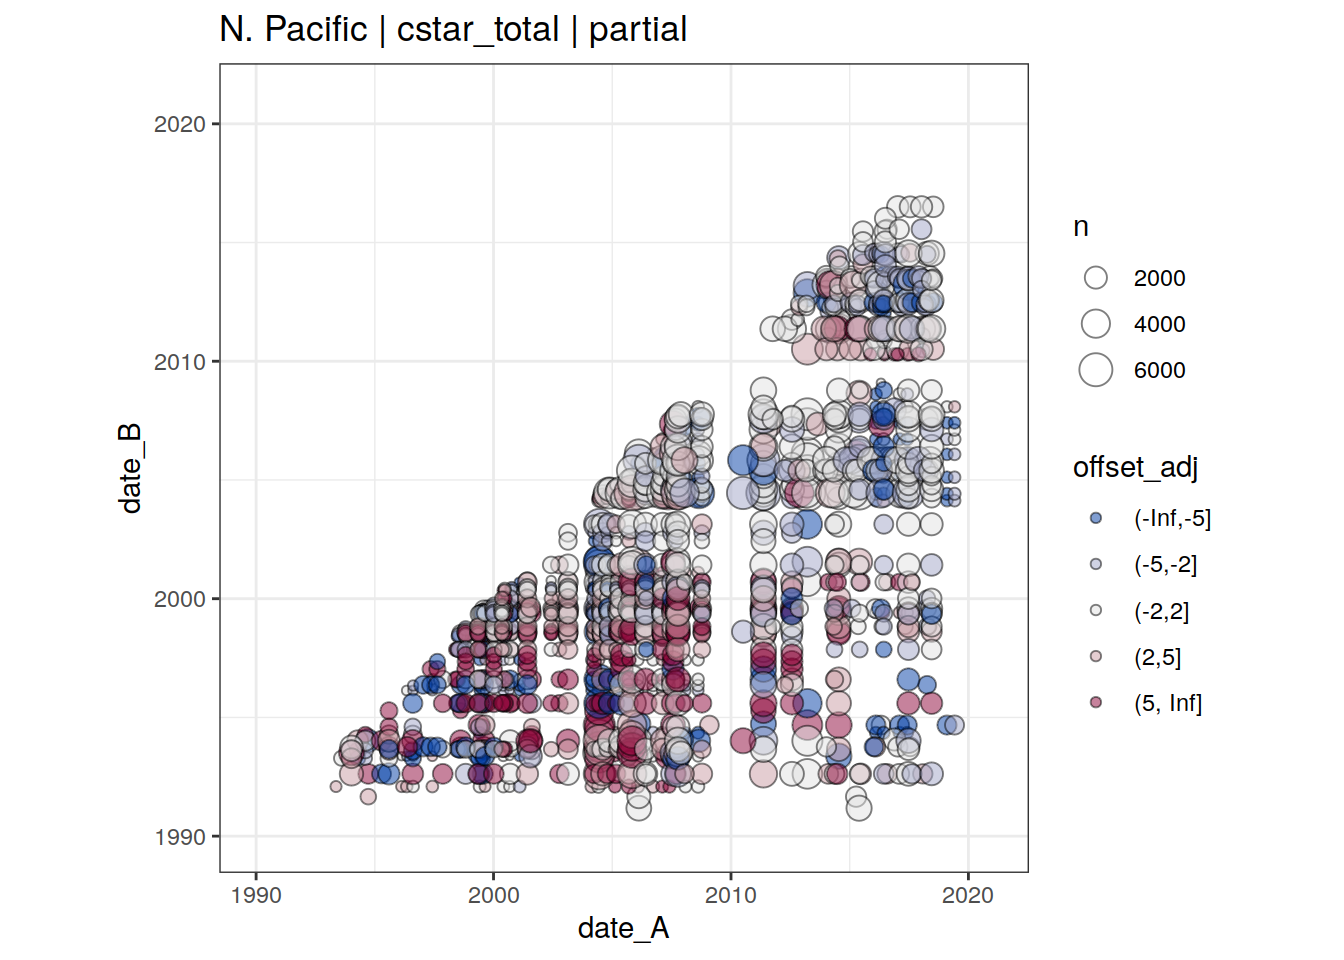 N. Pacific | cstar_total | partial
2020
2010
2000
1990
date_B
1990 2000 2010 2020
date_A
n
2000
4000
6000
offset_adj
(-Inf,-5]
(-5,-2]
(-2,2]
(2,5]
(5, Inf]